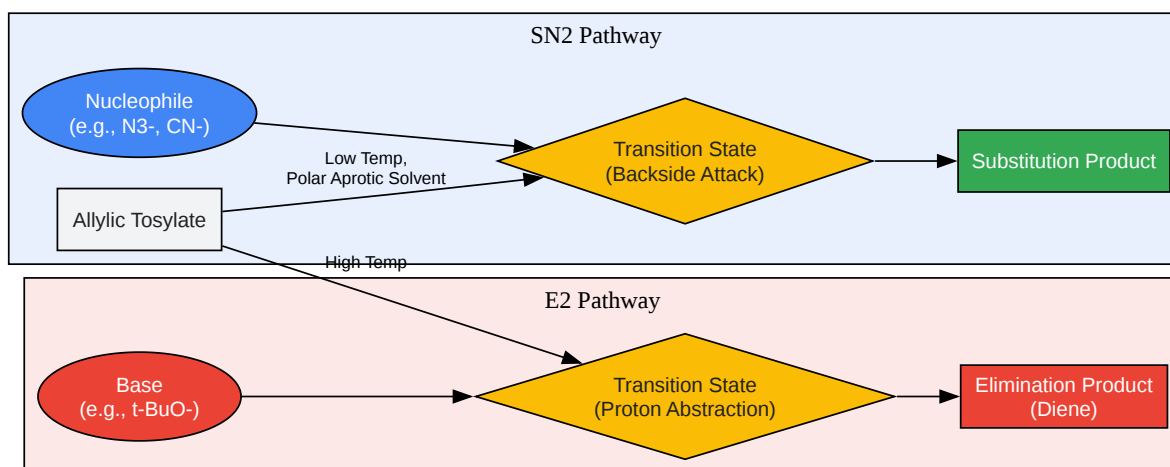 SN2 Pathway
Nucleophile
(e.g., N3-, CN-)
Low Temp,
Polar Aprotic Solvent
Transition State
(Backside Attack)
Substitution Product
Allylic Tosylate
High Temp
E2 Pathway
Base
(e.g., t-BuO-)
Transition State
(Proton Abstraction)
Elimination Product
(Diene)